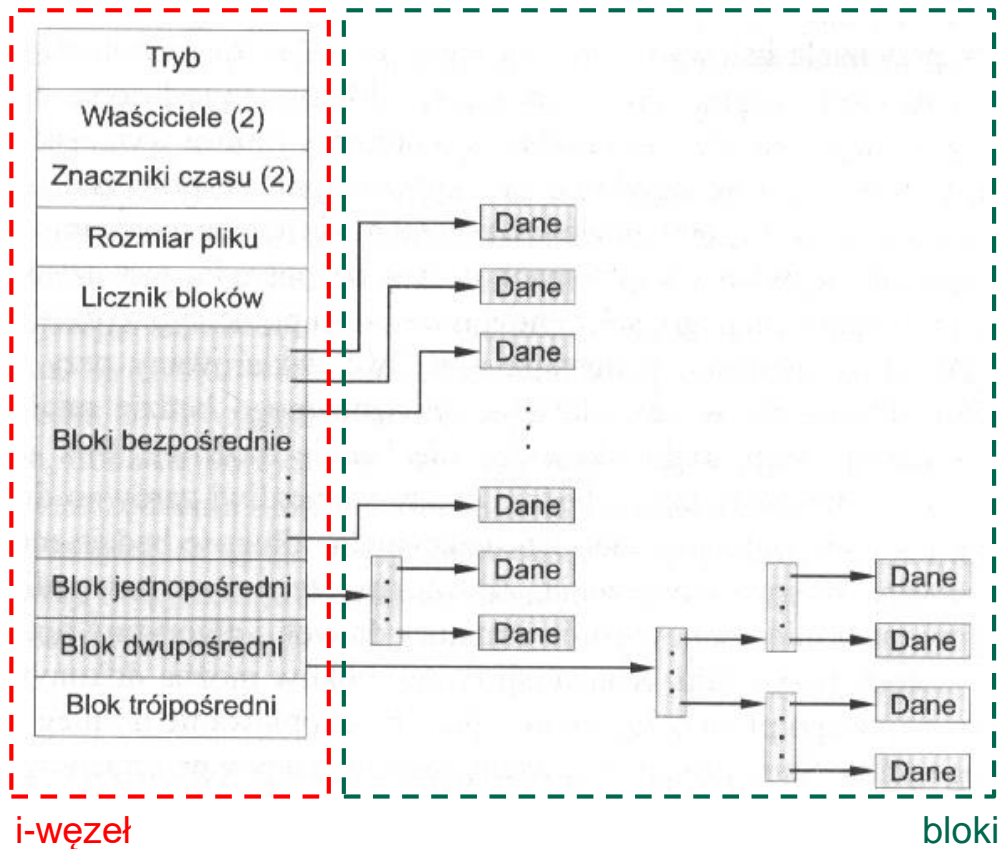 Tryb
Właściciele (2)
Znaczniki czasu (2)
Rozmiar pliku
Licznik bloków
Bloki bezpośrednie
Blok jednopośredni
Blok dwupośredni
Blok trójpośredni
Dane
Dane
Dane
Dane
Dane
Dane
Dane
Dane
Dane
Dane
i-węzeł
bloki